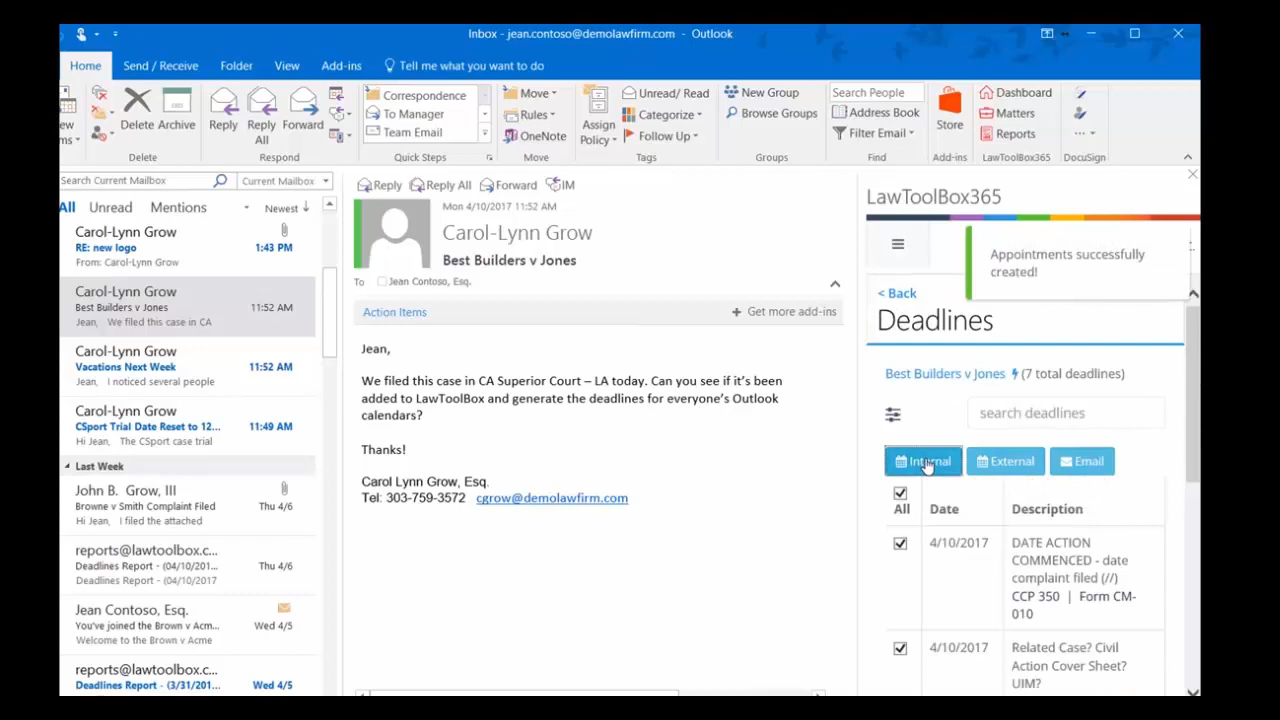 Inbox - jean.contoso@demolawfirm.com - Outlook
Home Send / Receive Folder View Add-ins Tell me what you want to do
Delete Archive
Reply Reply All Forward
Correspondence
To Manager
Team Email
Move
Rules
OneNote
Assign Policy
Unread/ Read
Categorize
Follow Up
New Group
Browse Groups
Search People
Address Book
Filter Email
Store
Dashboard
Matters
Reports
...
Delete Respond Quick Steps Move Tags Groups Find Add-ins LawToolBox365 DocuSign
Search Current Mailbox Current Mailbox
All Unread Mentions Newest
Carol-Lynn Grow
RE: new logo 1:43 PM
From: Carol-Lynn Grow
Carol-Lynn Grow
Best Builders v Jones 11:52 AM
Jean, We filed this case in CA
Carol-Lynn Grow
Vacations Next Week 11:52 AM
Jean, I noticed several people
Carol-Lynn Grow
CSport Trial Date Reset to 12... 11:49 AM
Hi Jean, The CSport case trial
Last Week
John B. Grow, III
Browne v Smith Complaint Filed Thu 4/6
Hi Jean, I filed the attached
reports@lawtoolbox.c...
Deadlines Report - (04/10/201... Thu 4/6
Deadlines Report - (04/10/2017
Jean Contoso, Esq.
You've joined the Brown v Acme Wed 4/5
Welcome to the Brown v Acme
reports@lawtoolbox.c...
Deadlines Report - (3/31/201... Wed 4/5
Reply Reply All Forward IM
Mon 4/10/2017 11:52 AM
Carol-Lynn Grow
Best Builders v Jones
To Jean Contoso, Esq.
Action Items + Get more add-ins
Jean,
We filed this case in CA Superior Court – LA today. Can you see if it's been
added to LawToolBox and generate the deadlines for everyone's Outlook
calendars?
Thanks!
Carol Lynn Grow, Esq.
Tel: 303-759-3572 cgrow@demolawfirm.com
LawToolBox365
Appointments successfully
created!
< Back
Deadlines
Best Builders v Jones (7 total deadlines)
search deadlines
Internal External Email
All Date Description
4/10/2017 DATE ACTION
COMMENCED - date
complaint filed (//)
CCP 350 | Form CM-
010
4/10/2017 Related Case? Civil
Action Cover Sheet?
UIM?